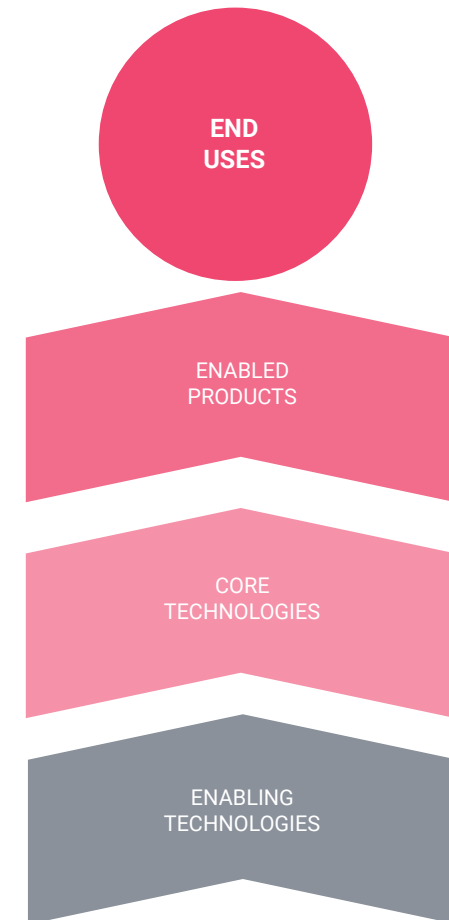 END
USES
ENABLED
PRODUCTS
CORE
TECHNOLOGIES
ENABLING
TECHNOLOGIES